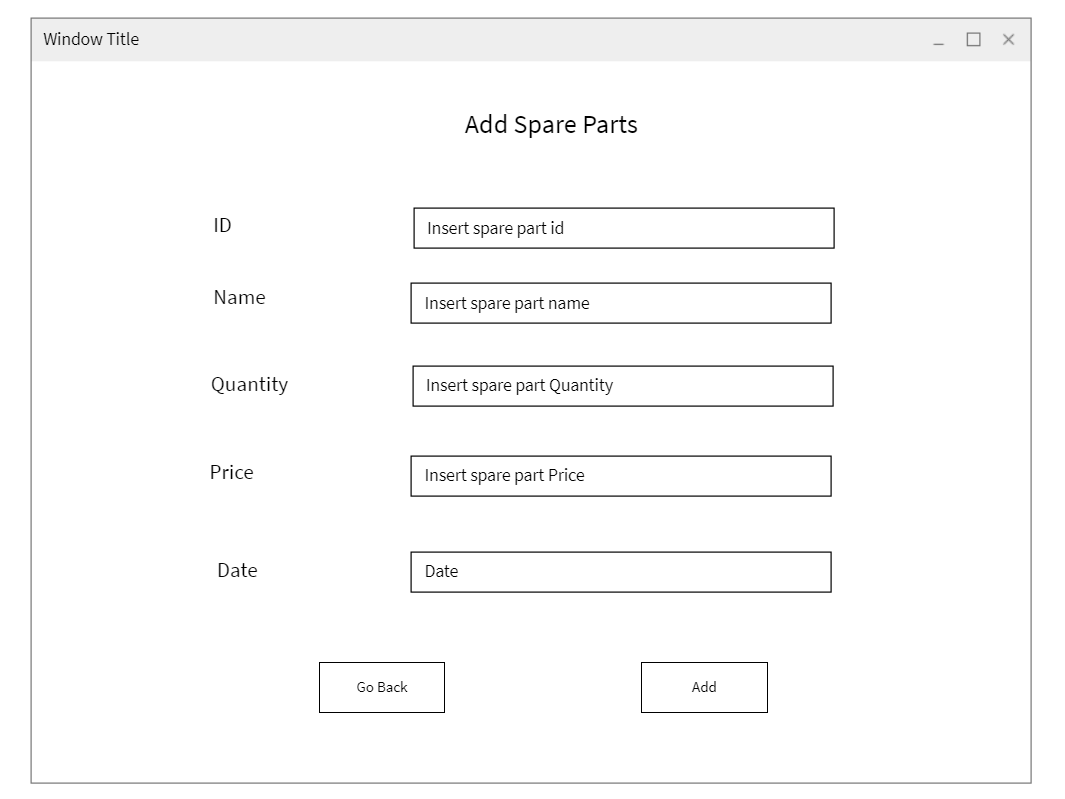 Window Title
Add Spare Parts
ID
Insert spare part id
Name
Insert spare part name
Quantity
Insert spare part Quantity
Price
Insert spare part Price
Date
Date
Go Back
Add